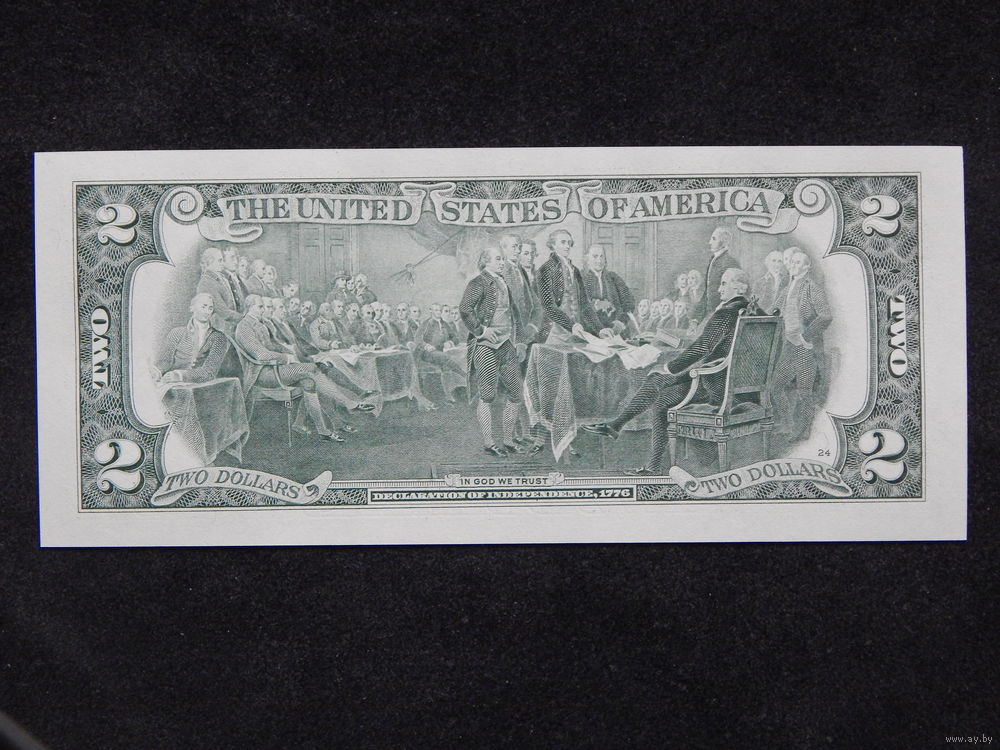 2 THE UNITED STATES OF AMERICA 2
TWO TWO
2 2
24
TWO DOLLARS IN GOD WE TRUST TWO DOLLARS
DECLARATION OF INDEPENDENCE, 1776
www.ay.by